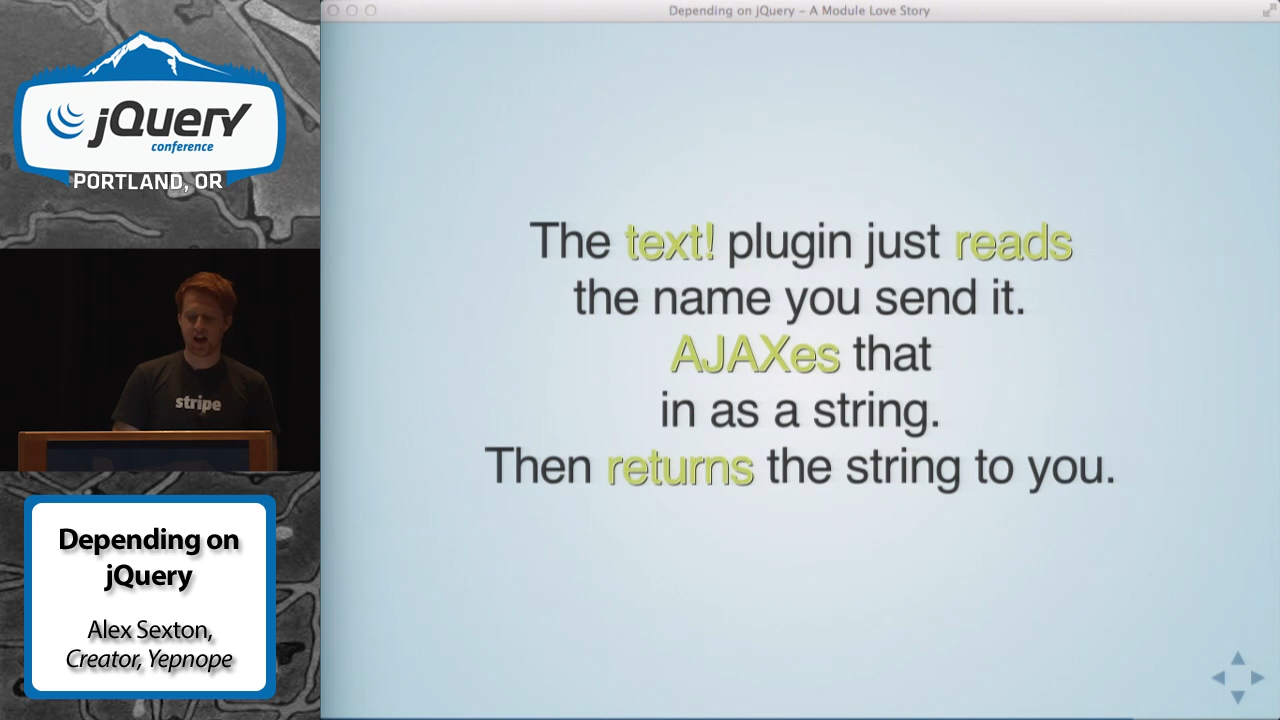 jQuery
conference
PORTLAND, OR
stripe
Depending on
jQuery
Alex Sexton,
Creator, Yepnope
Depending on jQuery – A Module Love Story
The text! plugin just reads
the name you send it.
AJAXes that
in as a string.
Then returns the string to you.